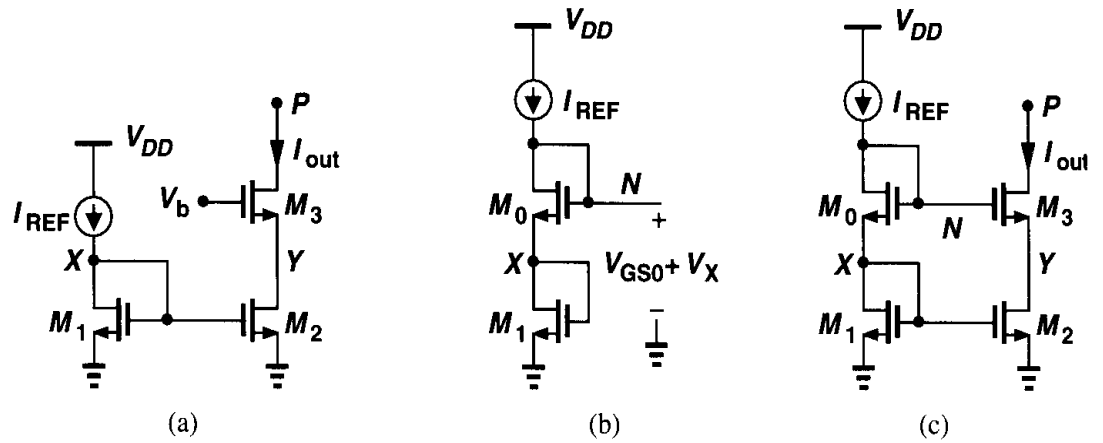 V_DD
I_REF
V_b
P
I_out
M_3
X
Y
M_1
M_2
(a)
V_DD
I_REF
N
M_0
+
X
V_GS0 + V_X
M_1
−
(b)
V_DD
I_REF
P
I_out
M_0
N
M_3
X
Y
M_1
M_2
(c)